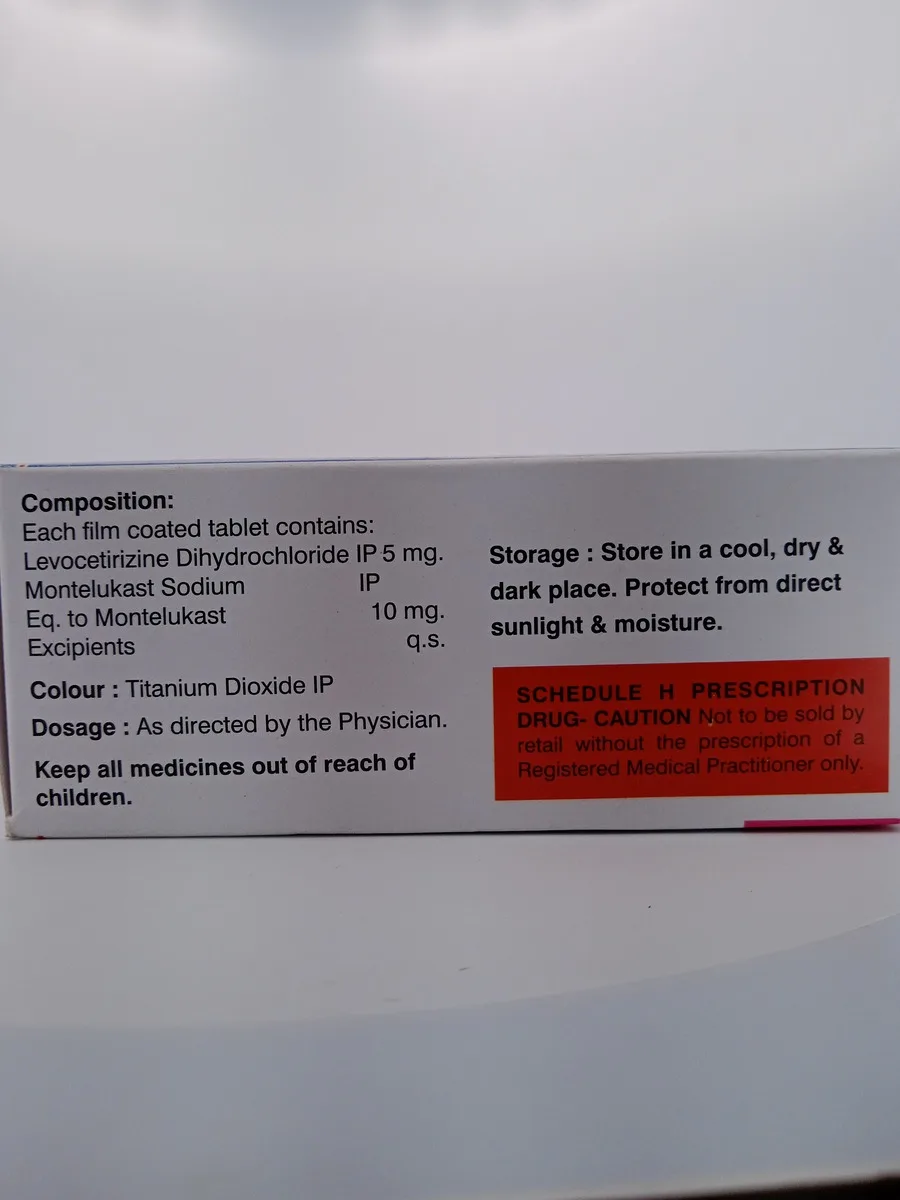 Composition:
Each film coated tablet contains:
Levocetirizine Dihydrochloride IP 5 mg.
Montelukast Sodium IP
Eq. to Montelukast 10 mg.
Excipients q.s.
Colour : Titanium Dioxide IP
Dosage : As directed by the Physician.
Keep all medicines out of reach of
children.
Storage : Store in a cool, dry &
dark place. Protect from direct
sunlight & moisture.
SCHEDULE H PRESCRIPTION
DRUG- CAUTION Not to be sold by
retail without the prescription of a
Registered Medical Practitioner only.